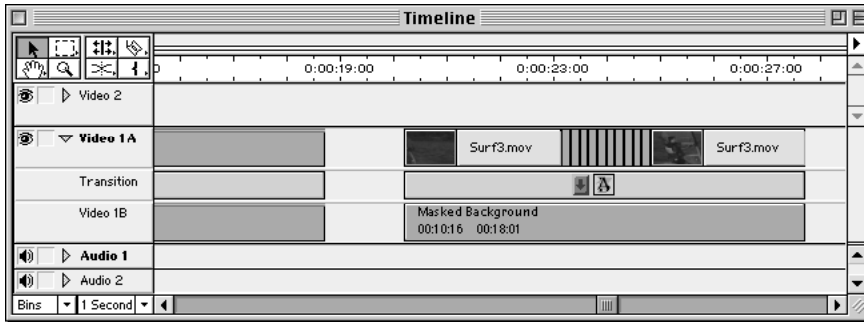 Timeline
0:00:19:00 0:00:23:00 0:00:27:00
Video 2
Video 1A
Surf3.mov Surf3.mov
Transition
A
Video 1B
Masked Background
00:10:16 00:18:01
Audio 1
Audio 2
Bins 1 Second